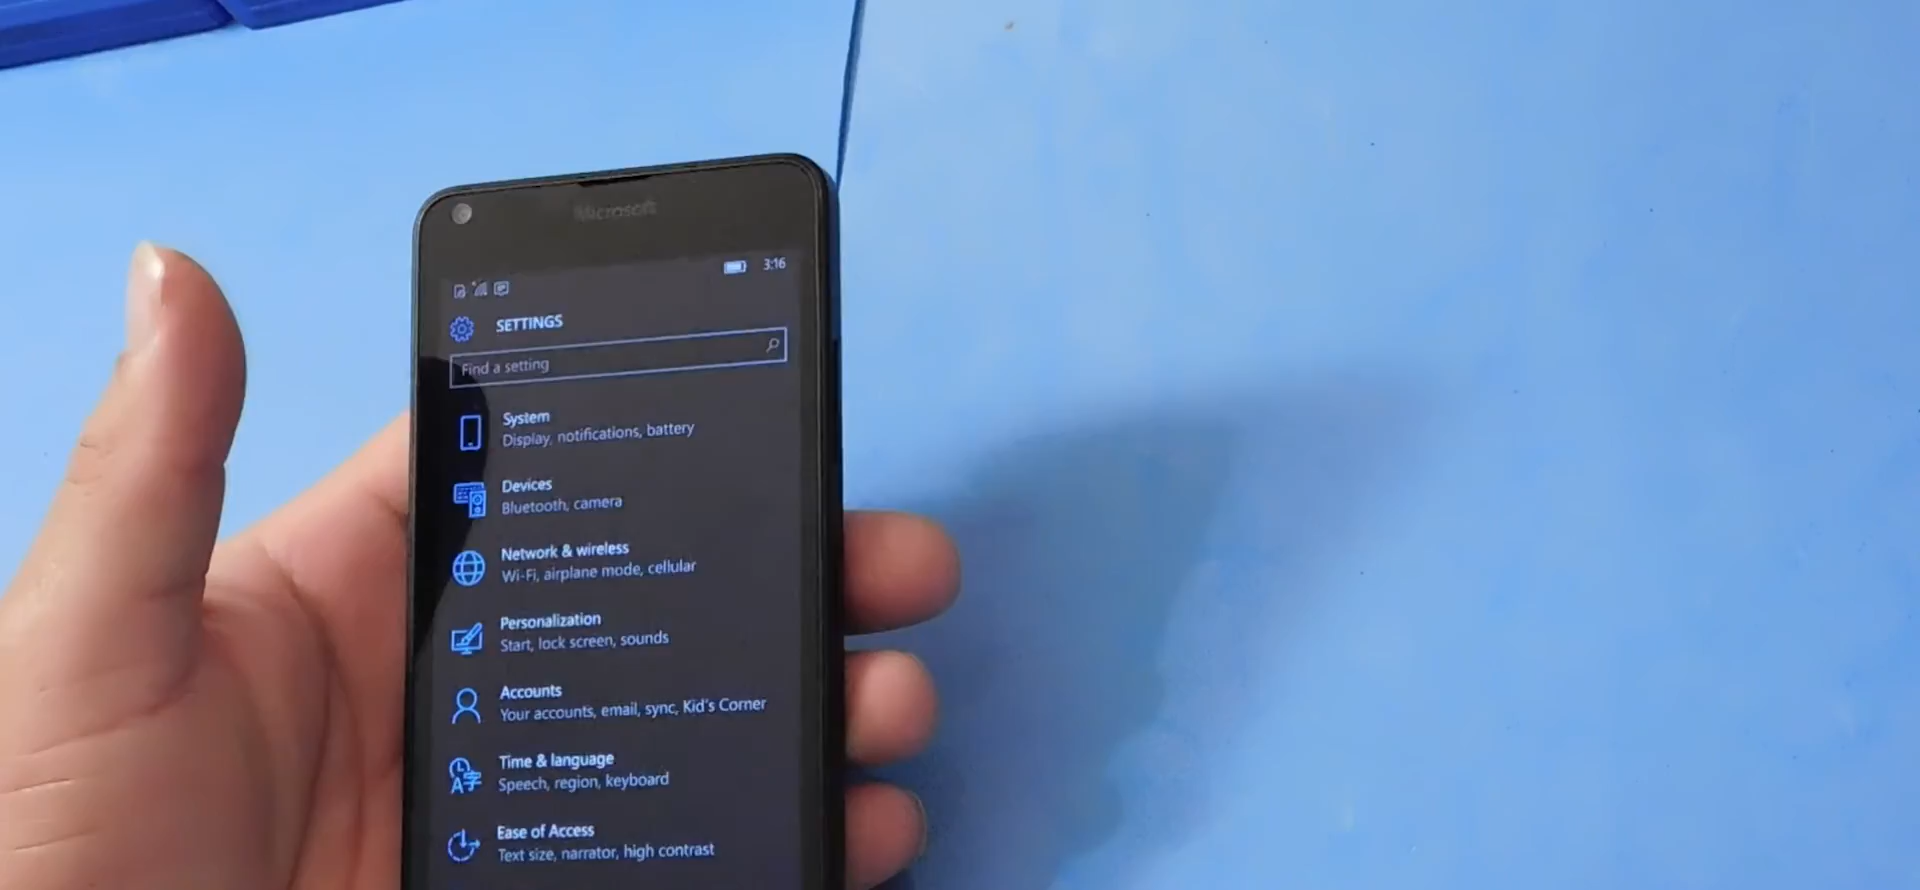 Microsoft
3:16
SETTINGS
Find a setting
System
Display, notifications, battery
Devices
Bluetooth, camera
Network & wireless
Wi-Fi, airplane mode, cellular
Personalization
Start, lock screen, sounds
Accounts
Your accounts, email, sync, Kid's Corner
Time & language
Speech, region, keyboard
Ease of Access
Text size, narrator, high contrast